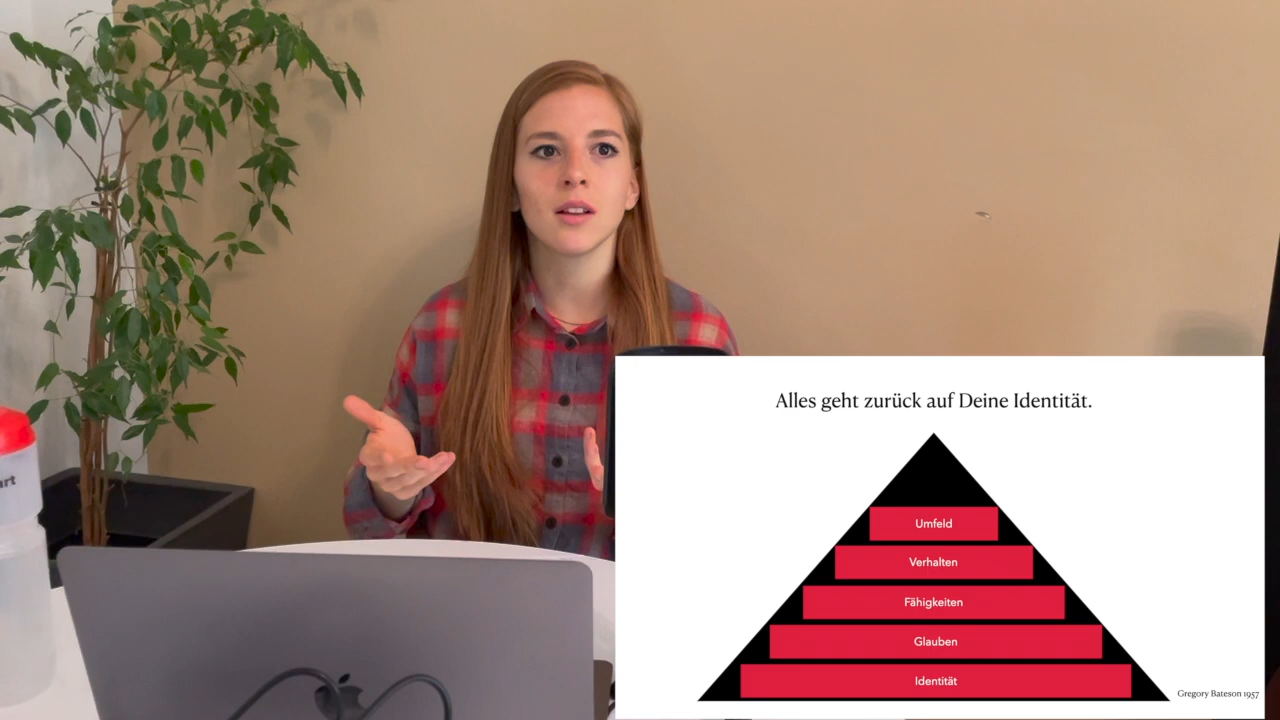 Alles geht zurück auf Deine Identität.
Umfeld
Verhalten
Fähigkeiten
Glauben
Identität
Gregory Bateson 1957